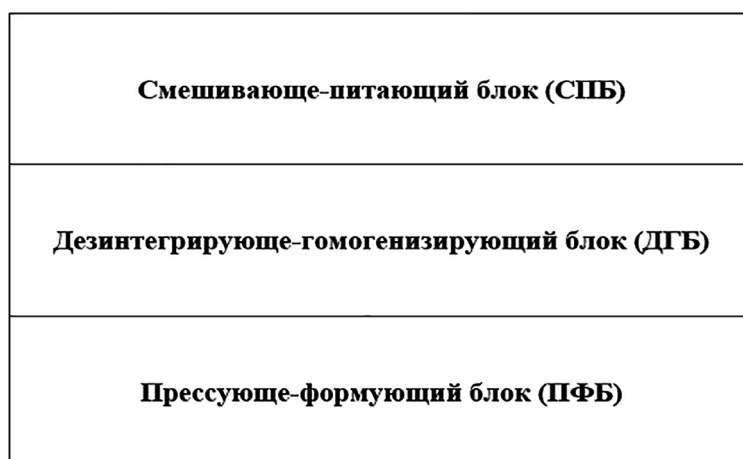 Смешивающе-питающий блок (СПБ)
Дезинтегрирующе-гомогенизирующий блок (ДГБ)
Прессующе-формующий блок (ПФБ)